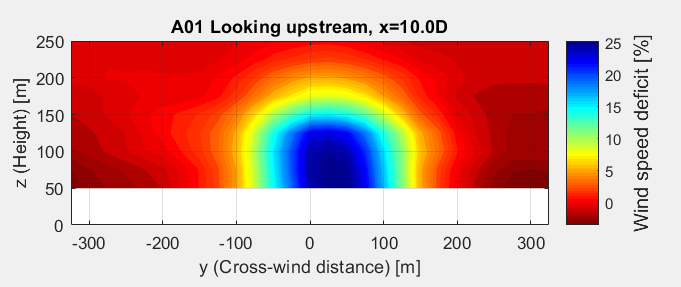 A01 Looking upstream, x=10.0D
250
200
150
100
50
0
z (Height) [m]
-300 -200 -100 0 100 200 300
y (Cross-wind distance) [m]
25
20
15
10
5
0
Wind speed deficit [%]